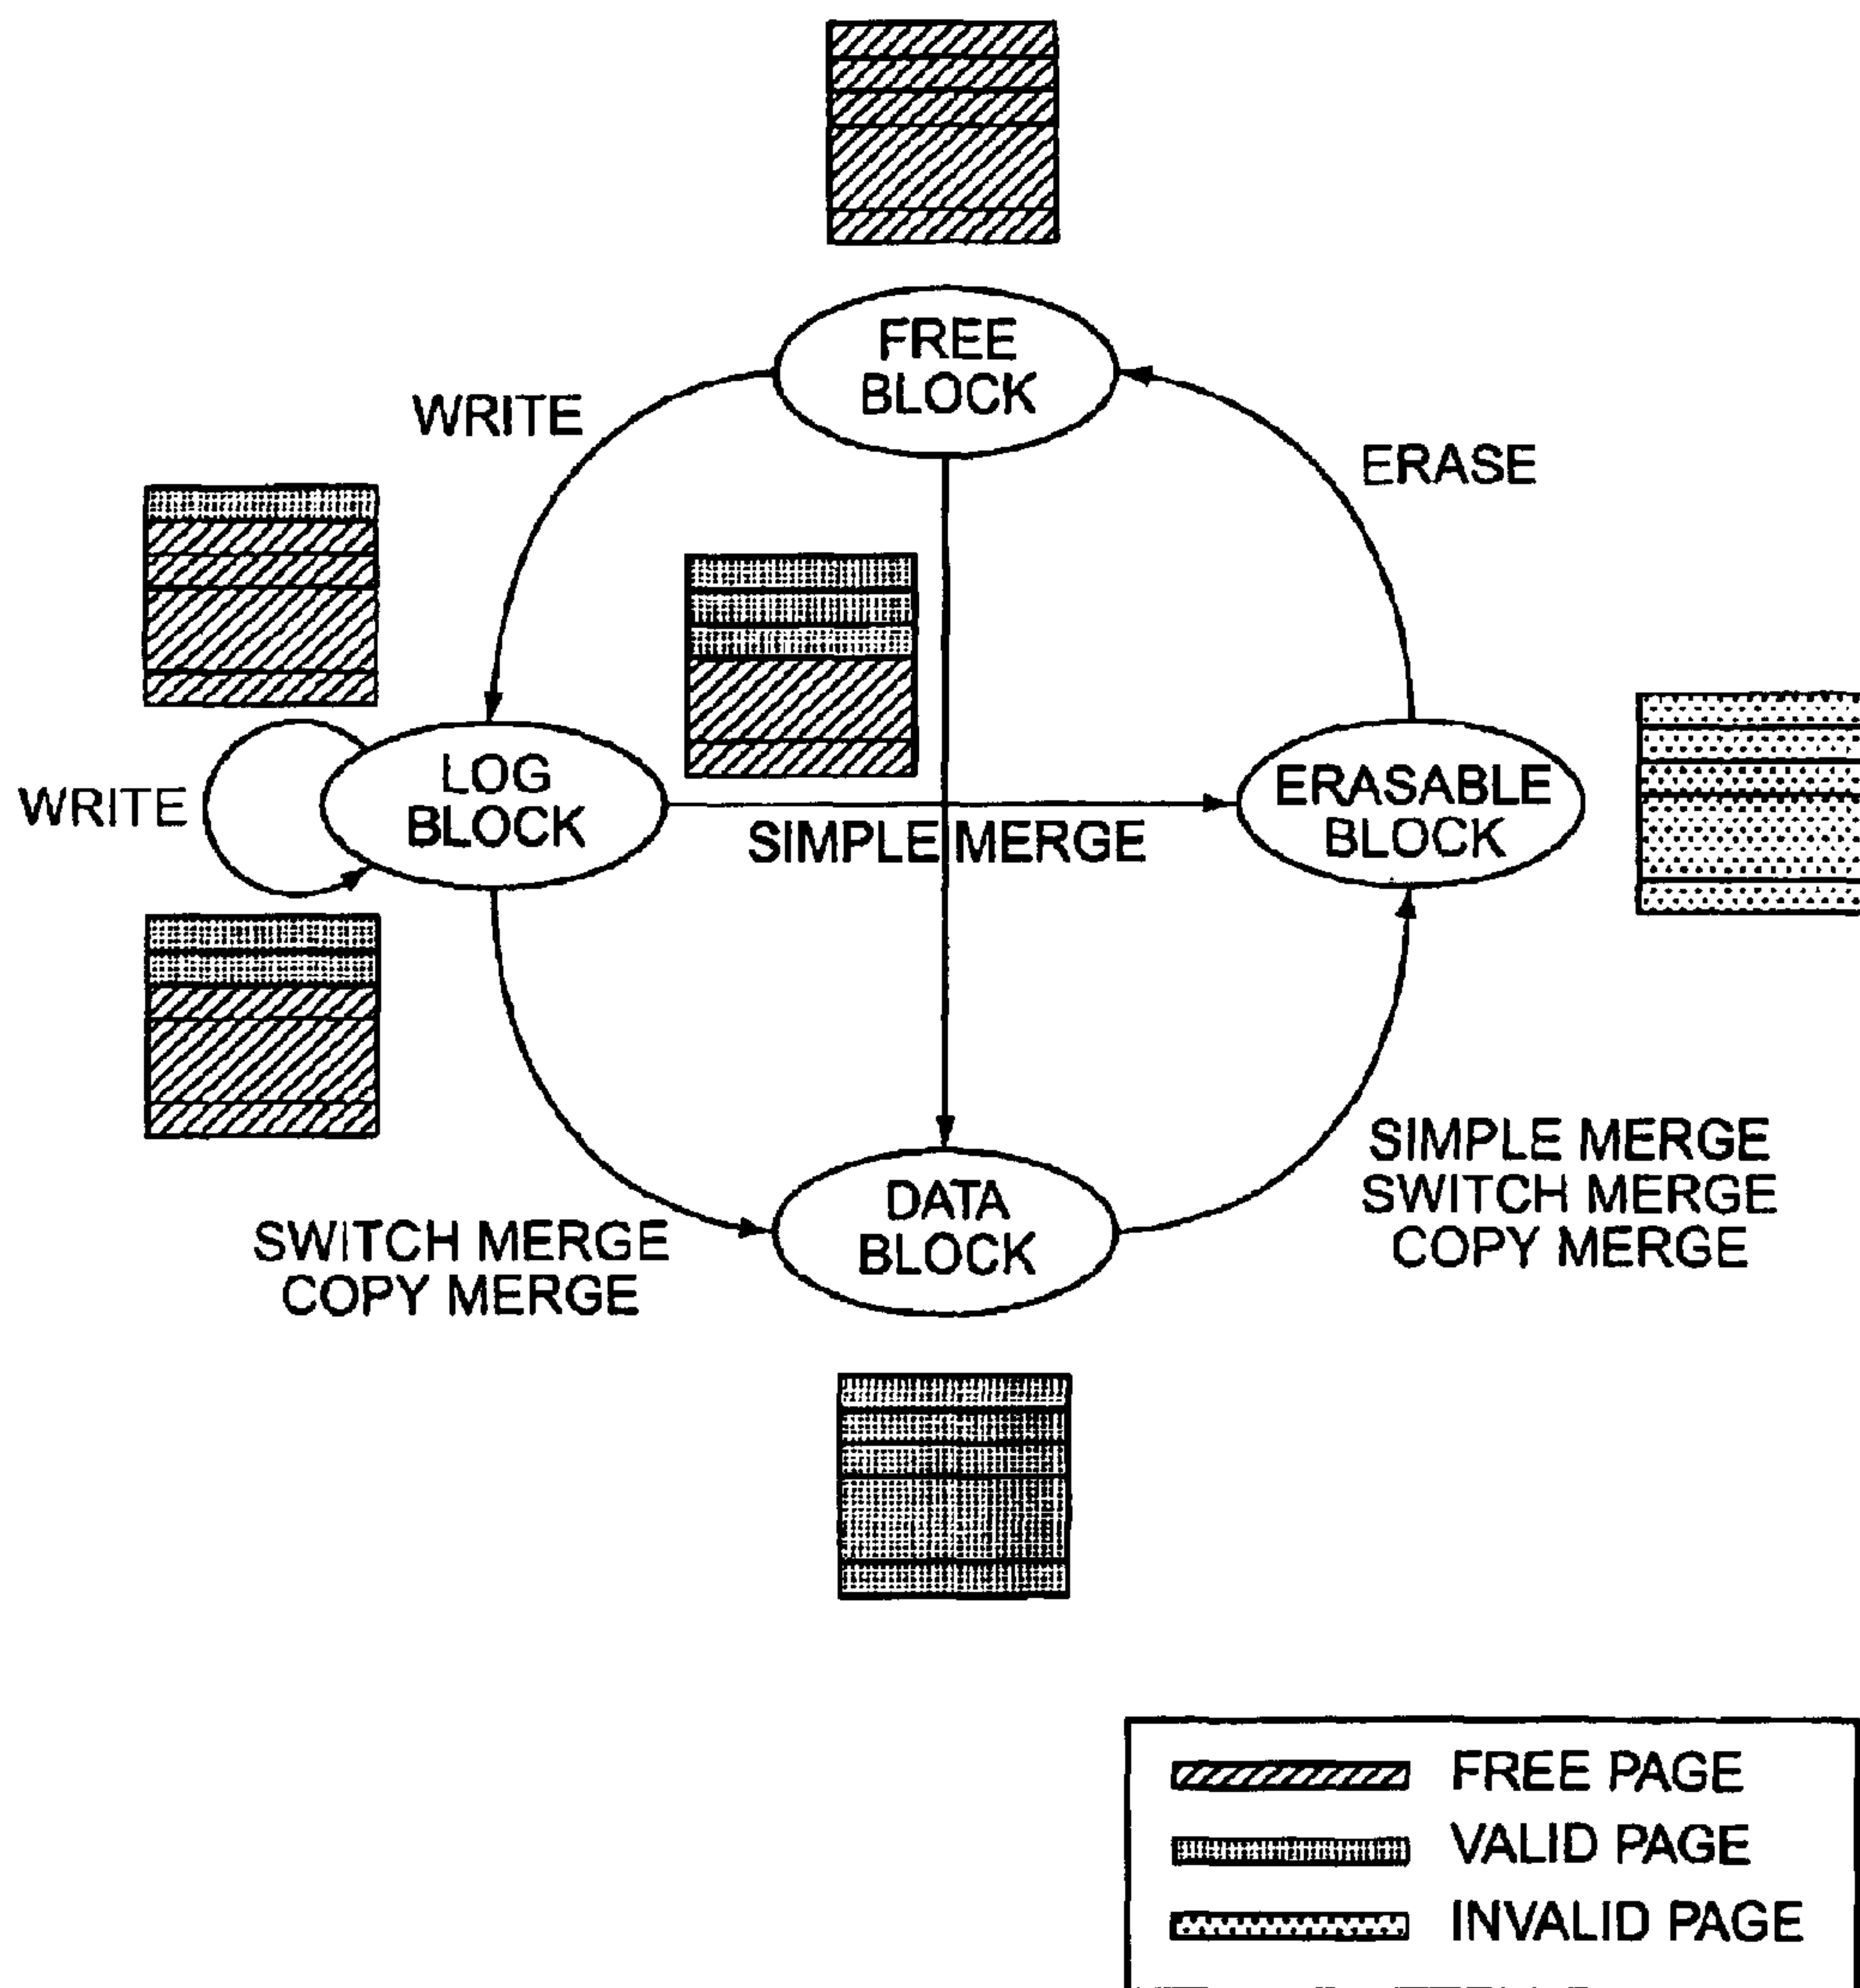 FREE
BLOCK
WRITE
ERASE
LOG
BLOCK
WRITE
SIMPLE MERGE
ERASABLE
BLOCK
DATA
BLOCK
SWITCH MERGE
COPY MERGE
SIMPLE MERGE
SWITCH MERGE
COPY MERGE
FREE PAGE
VALID PAGE
INVALID PAGE